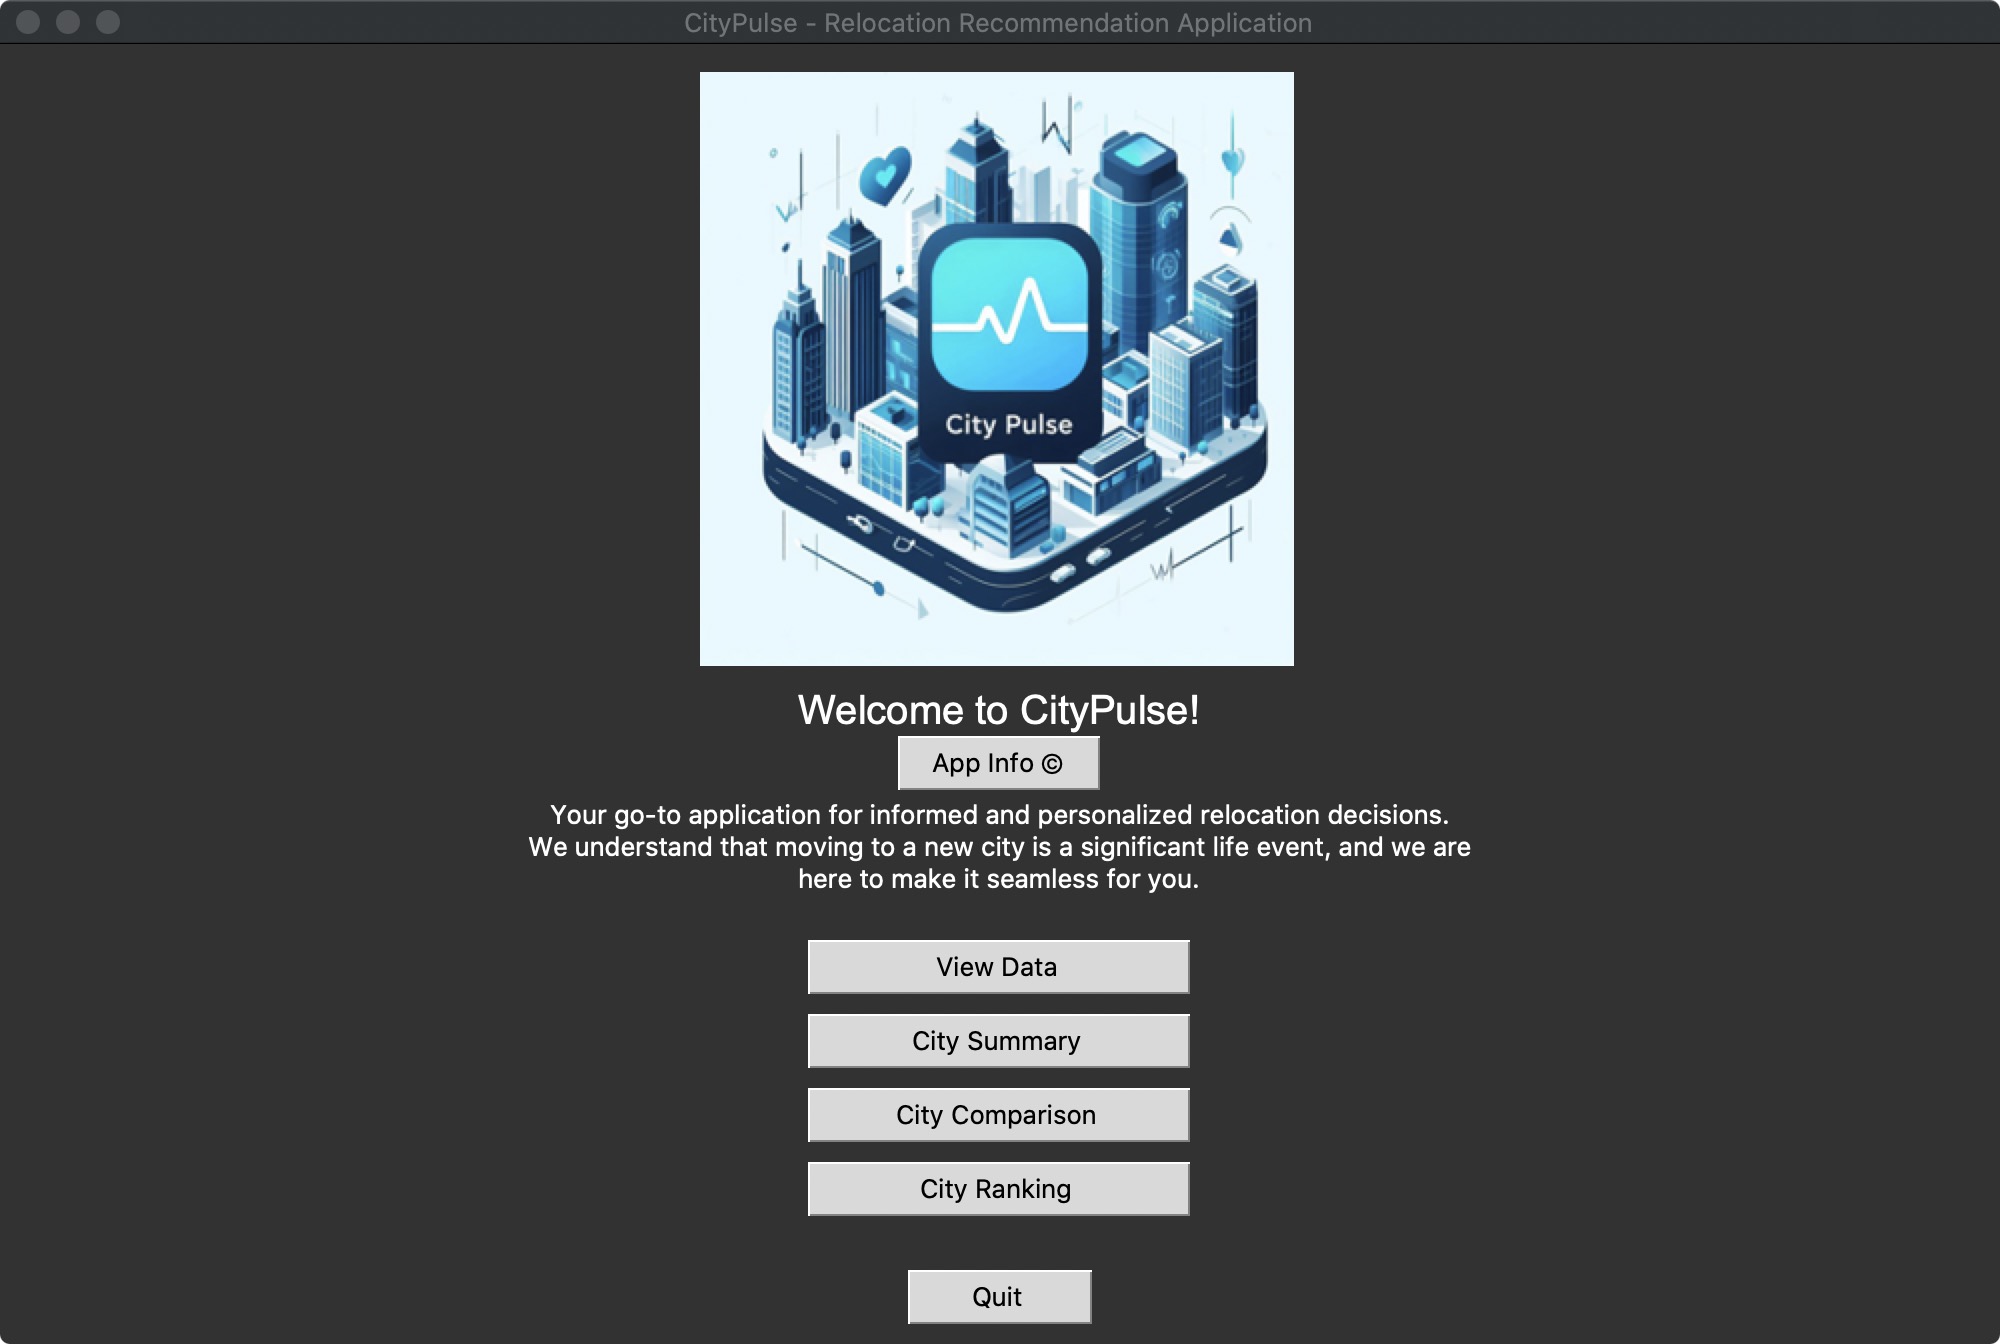 CityPulse - Relocation Recommendation Application
City Pulse
Welcome to CityPulse!
App Info ©
Your go-to application for informed and personalized relocation decisions.
We understand that moving to a new city is a significant life event, and we are
here to make it seamless for you.
View Data
City Summary
City Comparison
City Ranking
Quit